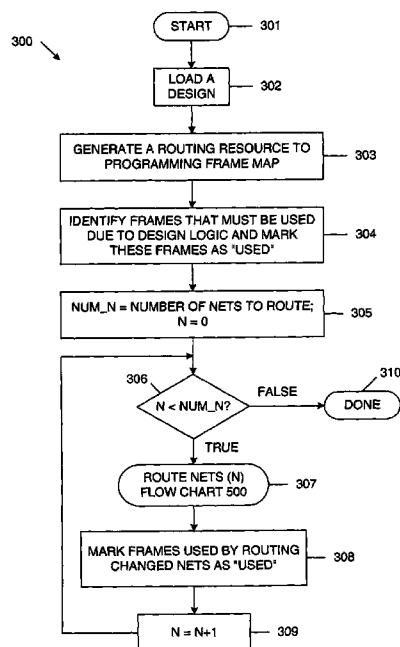 300
START
301
LOAD A
DESIGN
302
GENERATE A ROUTING RESOURCE TO
PROGRAMMING FRAME MAP
303
IDENTIFY FRAMES THAT MUST BE USED
DUE TO DESIGN LOGIC AND MARK
THESE FRAMES AS "USED"
304
NUM_N = NUMBER OF NETS TO ROUTE;
N = 0
305
306
N < NUM_N?
FALSE
310
DONE
TRUE
ROUTE NETS (N)
FLOW CHART 500
307
MARK FRAMES USED BY ROUTING
CHANGED NETS AS "USED"
308
N = N+1
309